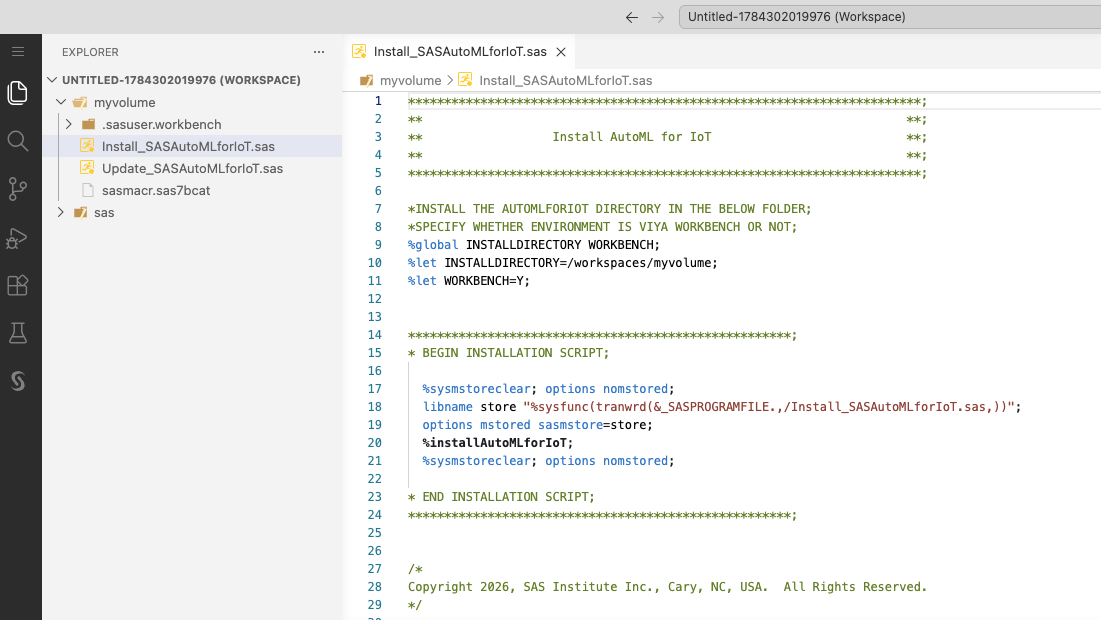 Untitled-1784302019976 (Workspace)
EXPLORER
Install_SASAutoMLforIoT.sas
UNTITLED-1784302019976 (WORKSPACE)
myvolume
.sasuser.workbench
Install_SASAutoMLforIoT.sas
Update_SASAutoMLforIoT.sas
sasmacr.sas7bcat
sas
myvolume > Install_SASAutoMLforIoT.sas
1 ***********************************************************************;
2 ** **;
3 ** Install AutoML for IoT **;
4 ** **;
5 ***********************************************************************;
6
7 *INSTALL THE AUTOMLFORIOT DIRECTORY IN THE BELOW FOLDER;
8 *SPECIFY WHETHER ENVIRONMENT IS VIYA WORKBENCH OR NOT;
9 %global INSTALLDIRECTORY WORKBENCH;
10 %let INSTALLDIRECTORY=/workspaces/myvolume;
11 %let WORKBENCH=Y;
12
13
14 *****************************************************;
15 * BEGIN INSTALLATION SCRIPT;
16
17 %sysmstoreclear; options nomstored;
18 libname store "%sysfunc(tranwrd(&_SASPROGRAMFILE.,/Install_SASAutoMLforIoT.sas,))";
19 options mstored sasmstore=store;
20 %installAutoMLforIoT;
21 %sysmstoreclear; options nomstored;
22
23 * END INSTALLATION SCRIPT;
24 *****************************************************;
25
26
27 /*
28 Copyright 2026, SAS Institute Inc., Cary, NC, USA. All Rights Reserved.
29 */